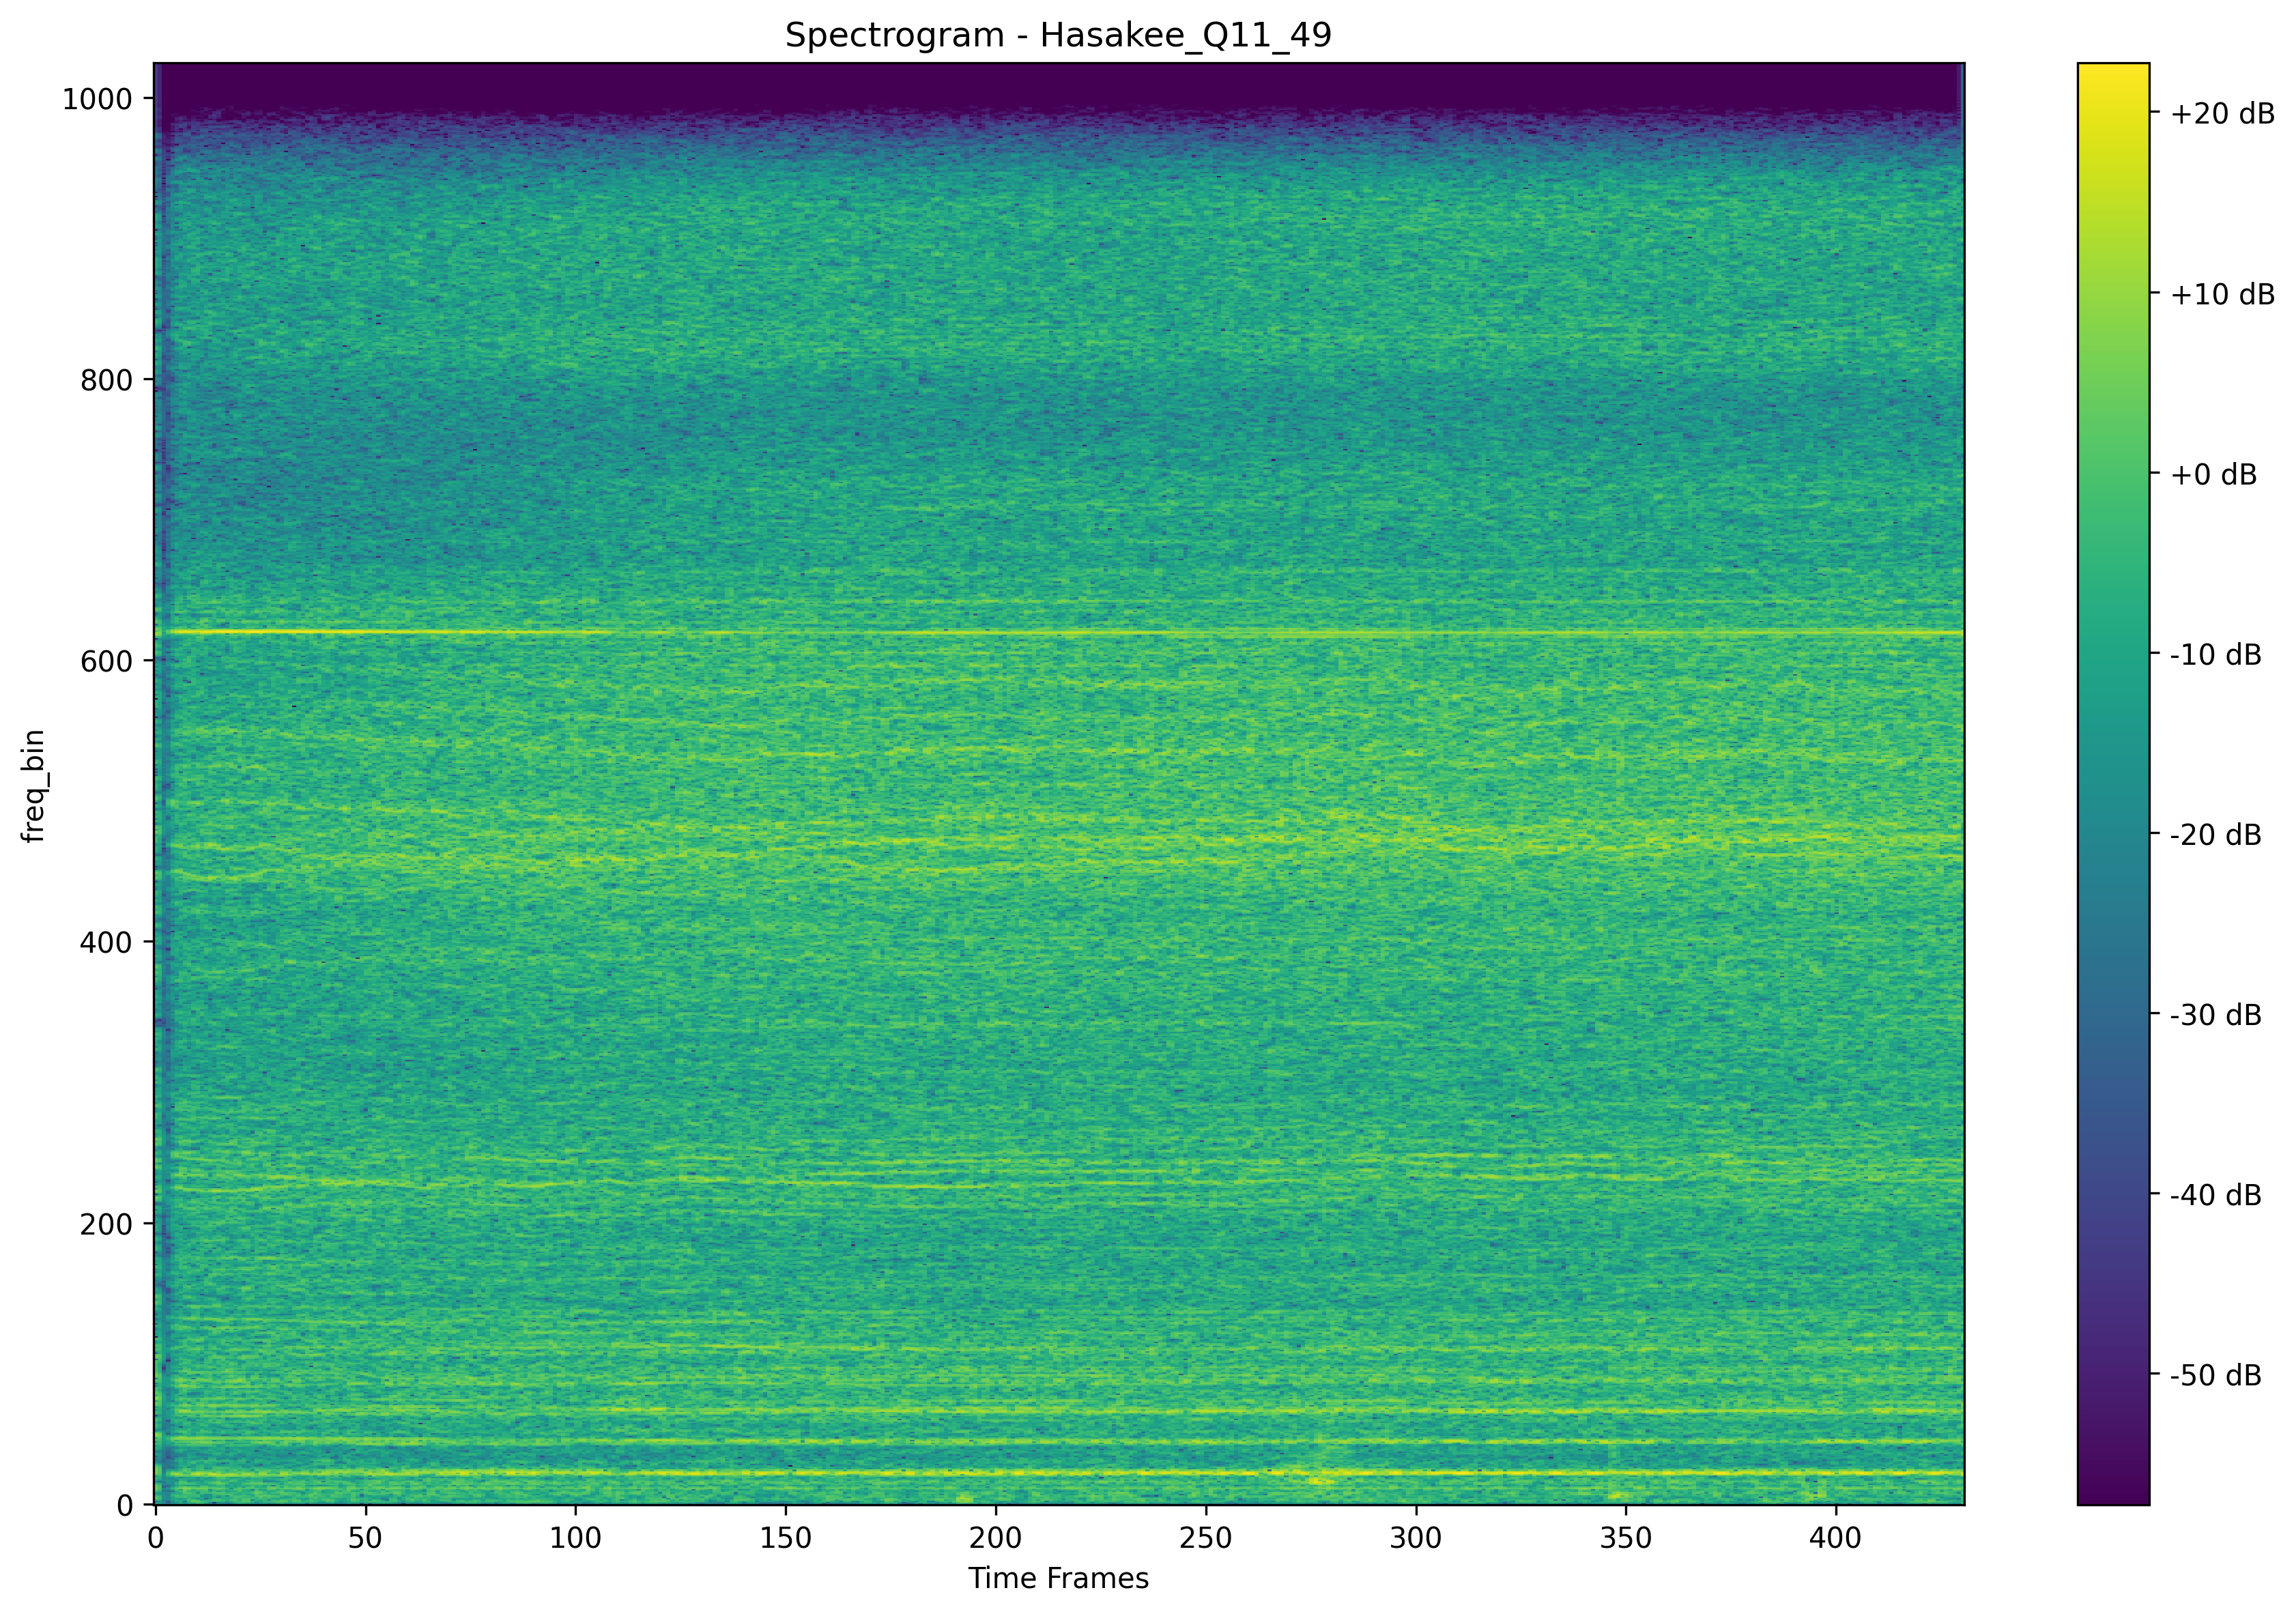 Spectrogram - Hasakee_Q11_49
1000
800
600
400
200
0
freq_bin
0 50 100 150 200 250 300 350 400
Time Frames
+20 dB
+10 dB
+0 dB
-10 dB
-20 dB
-30 dB
-40 dB
-50 dB